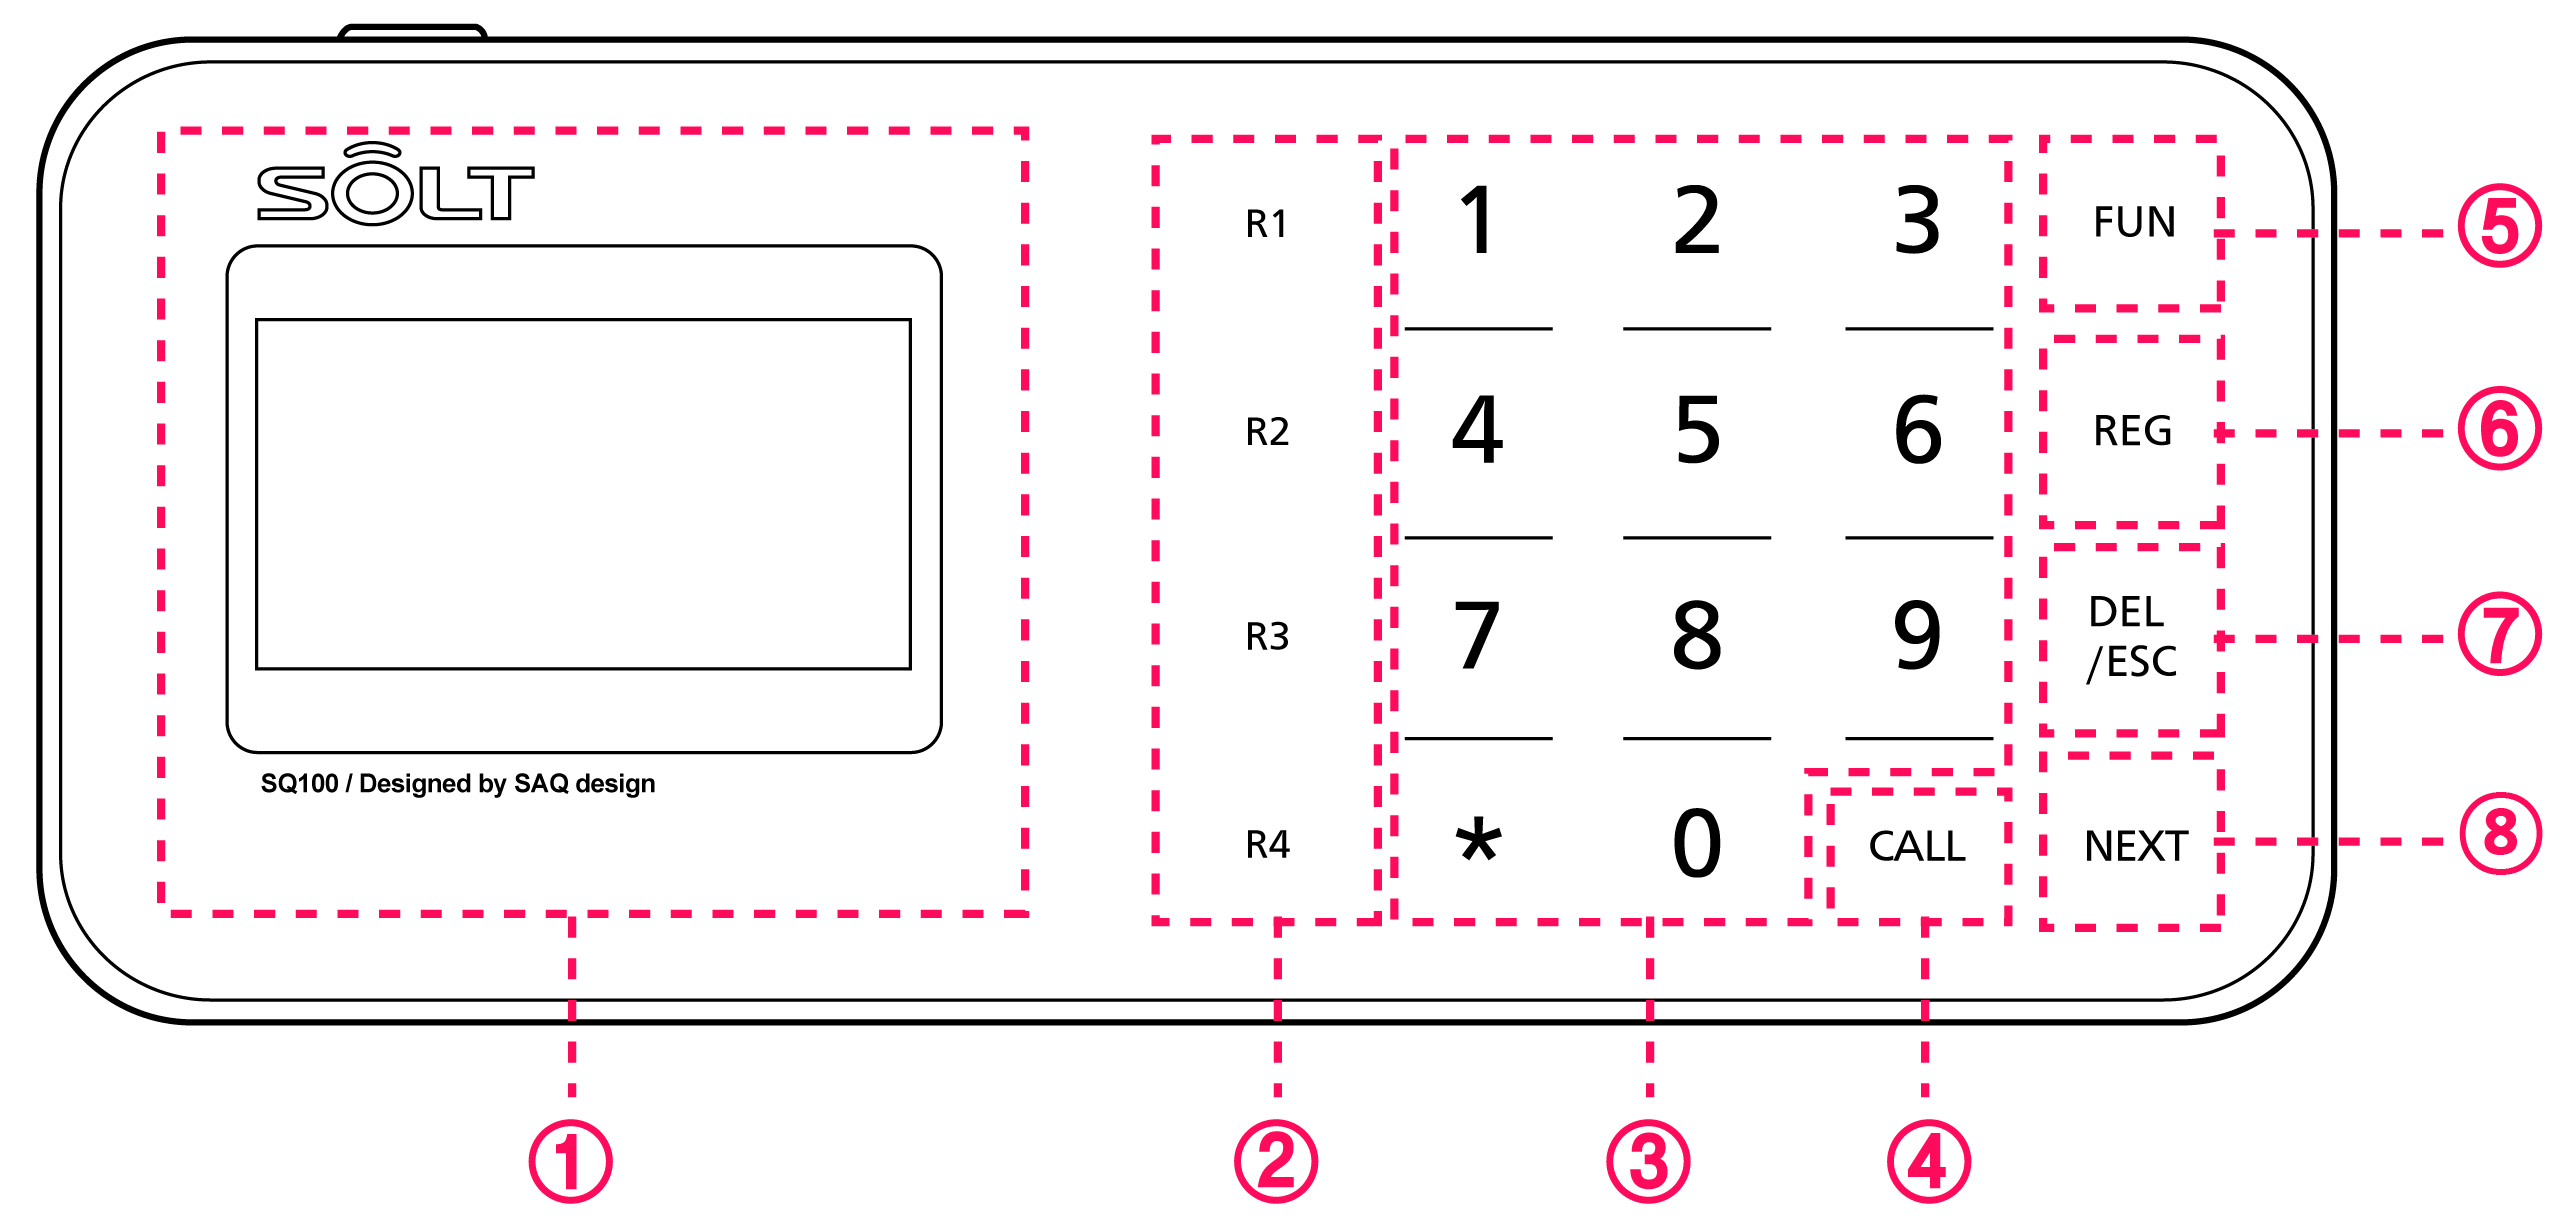 SOLT
SQ100 / Designed by SAQ design
R1 1 2 3 FUN ⑤
R2 4 5 6 REG ⑥
R3 7 8 9 DEL
/ESC ⑦
R4 * 0 CALL NEXT ⑧
① ② ③ ④